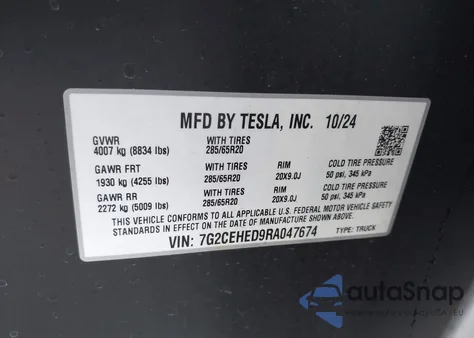 MFD BY TESLA, INC. 10/24
GVWR WITH TIRES
4007 kg (8834 lbs) 285/65R20
GAWR FRT WITH TIRES RIM COLD TIRE PRESSURE
1930 kg (4255 lbs) 285/65R20 20X9.0J 50 psi, 345 kPa
GAWR RR WITH TIRES RIM COLD TIRE PRESSURE
2272 kg (5009 lbs) 285/65R20 20X9.0J 50 psi, 345 kPa
THIS VEHICLE CONFORMS TO ALL APPLICABLE U.S. FEDERAL MOTOR VEHICLE SAFETY
STANDARDS IN EFFECT ON THE DATE OF MANUFACTURE SHOWN ABOVE.
VIN: 7G2CEHED9RA047674 TYPE: TRUCK
autoSnap